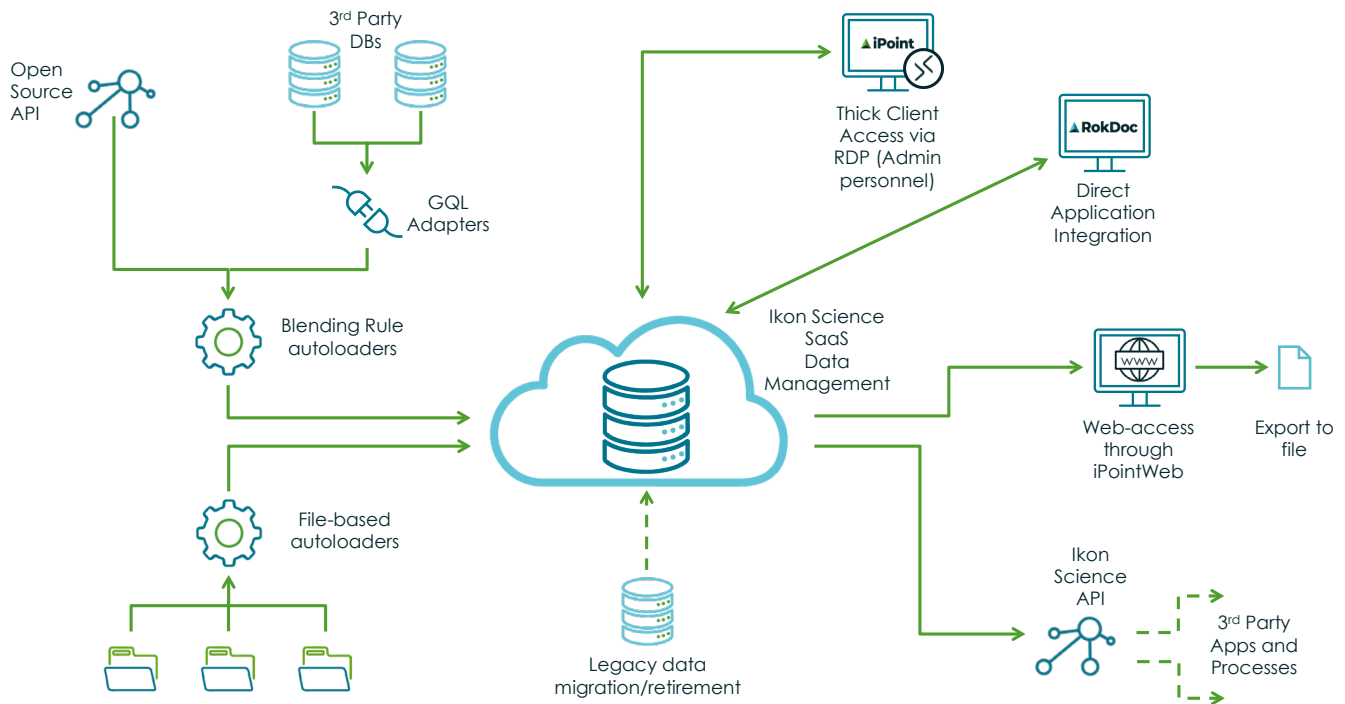 3rd Party
DBs
Open
Source
API
GQL
Adapters
Blending Rule
autoloaders
File-based
autoloaders
iPoint
Thick Client
Access via
RDP (Admin
personnel)
RokDoc
Direct
Application
Integration
Ikon Science
SaaS
Data
Management
www
Web-access
through
iPointWeb
Export to
file
Legacy data
migration/retirement
Ikon
Science
API
3rd Party
Apps and
Processes